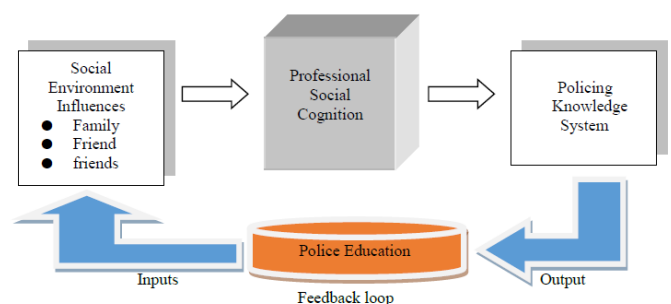 Social
Environment
Influences
● Family
● Friend
● friends
Professional
Social
Cognition
Policing
Knowledge
System
Police Education
Inputs
Output
Feedback loop